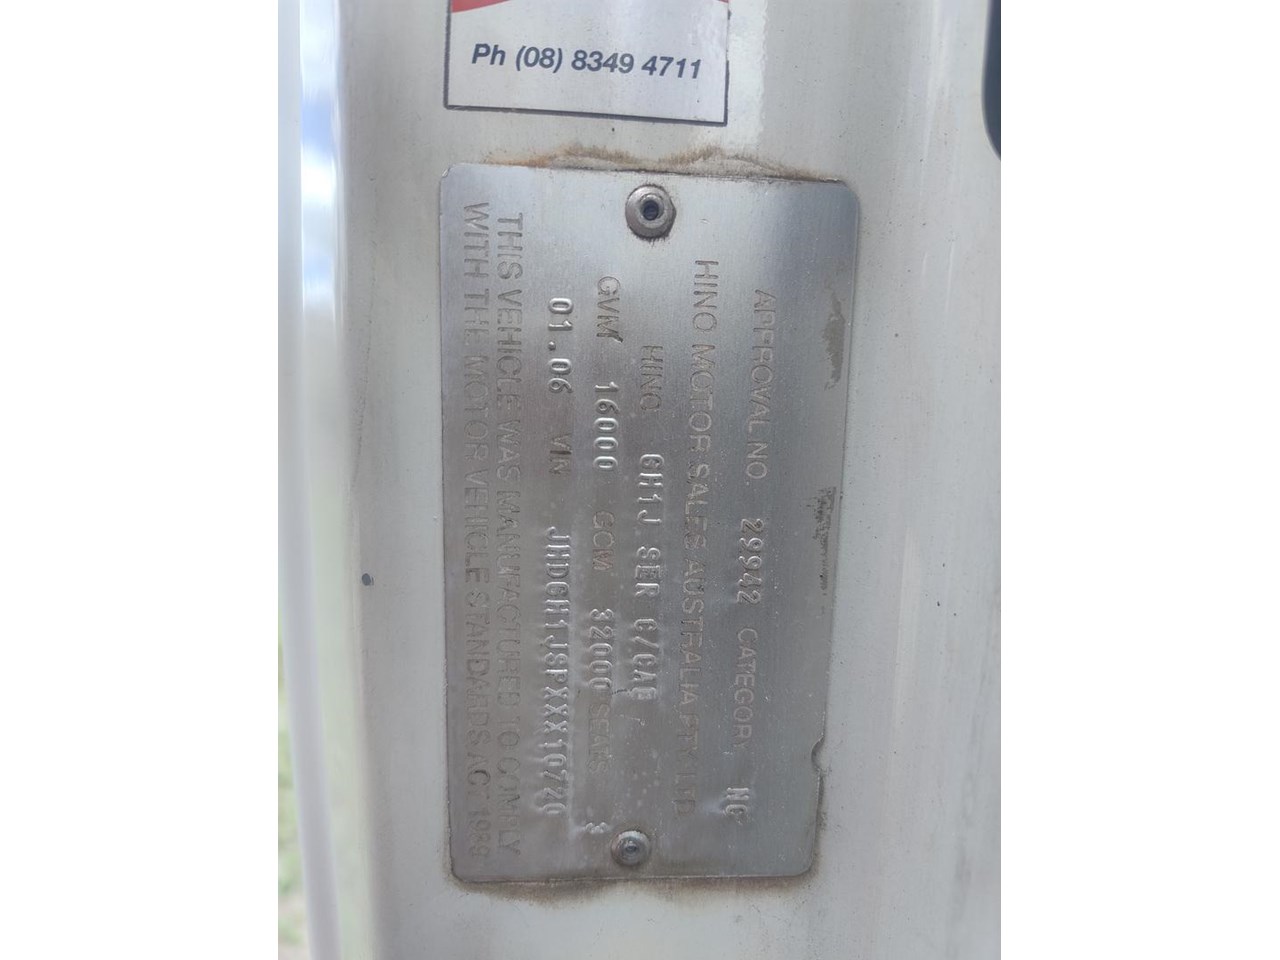 Ph (08) 8349 4711
APPROVAL NO. 29942 CATEGORY NC
HINO MOTOR SALES AUSTRALIA PTY. LTD
HINO GH1J SER C/CAB
GVM 16000 GCM 32000 SEATS 3
01.06 VIN JHDGH1JSPXXX10720
THIS VEHICLE WAS MANUFACTURED TO COMPLY
WITH THE MOTOR VEHICLE STANDARDS ACT 1989